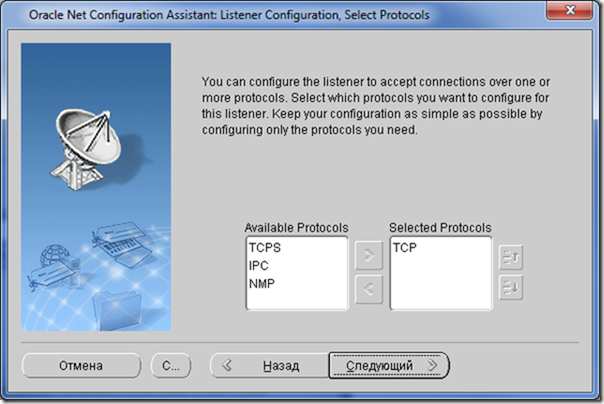 Oracle Net Configuration Assistant: Listener Configuration, Select Protocols
You can configure the listener to accept connections over one or
more protocols. Select which protocols you want to configure for
this listener. Keep your configuration as simple as possible by
configuring only the protocols you need.
Available Protocols
TCPS
IPC
NMP
Selected Protocols
TCP
Отмена
С...
Назад
Следующий